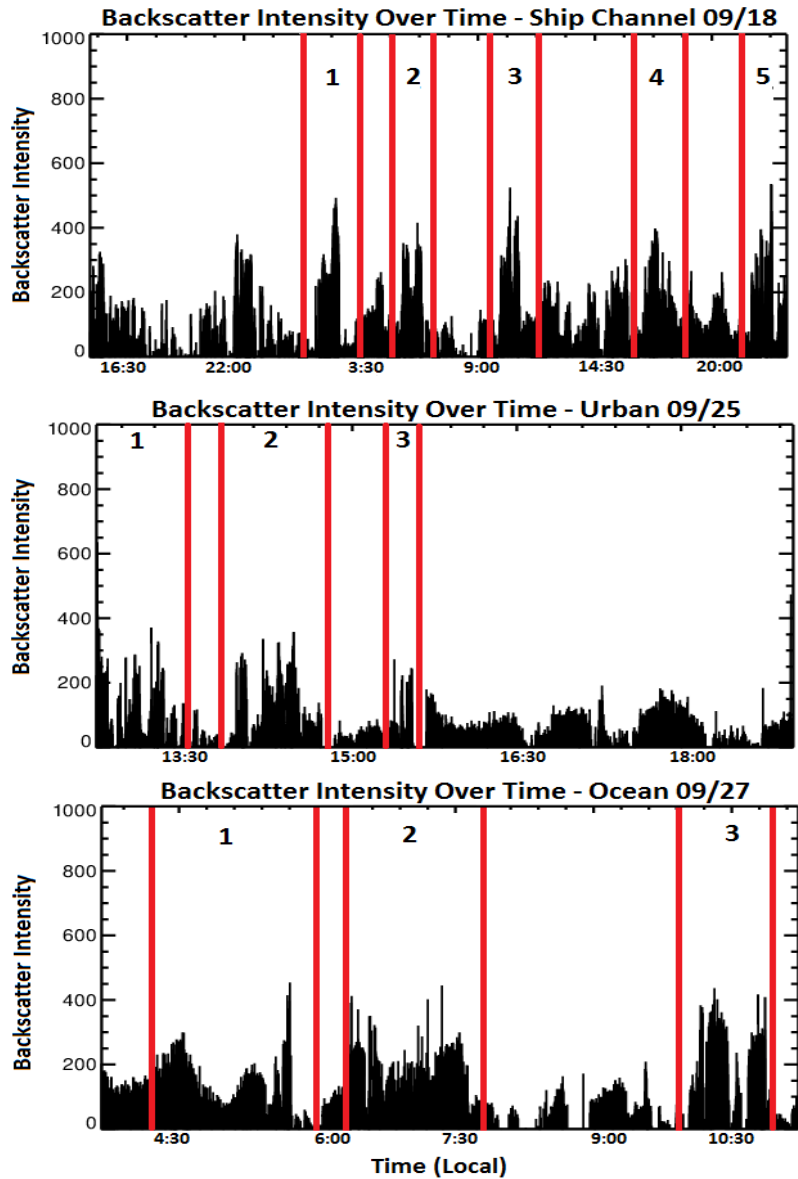 Backscatter Intensity Over Time - Ship Channel 09/18
1000
800
600
400
200
0
Backscatter Intensity
1 2 3 4 5
16:30 22:00 3:30 9:00 14:30 20:00
Backscatter Intensity Over Time - Urban 09/25
1000
800
600
400
200
0
Backscatter Intensity
1 2 3
13:30 15:00 16:30 18:00
Backscatter Intensity Over Time - Ocean 09/27
1000
800
600
400
200
0
Backscatter Intensity
1 2 3
4:30 6:00 7:30 9:00 10:30
Time (Local)